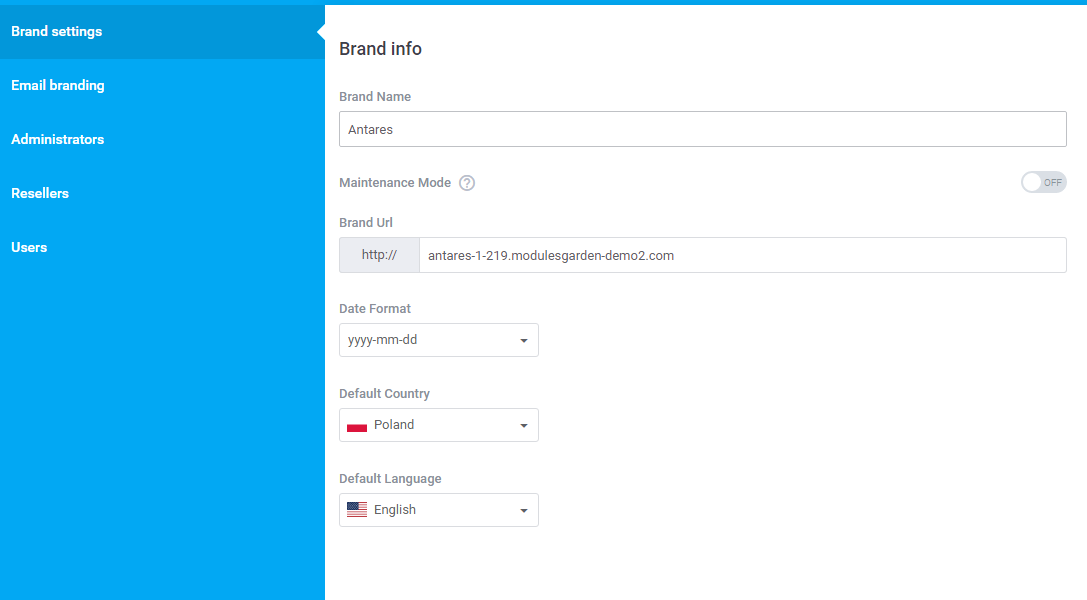 Brand settings
Email branding
Administrators
Resellers
Users
Brand info
Brand Name
Antares
Maintenance Mode ?
OFF
Brand Url
http:// antares-1-219.modulesgarden-demo2.com
Date Format
yyyy-mm-dd
Default Country
Poland
Default Language
English